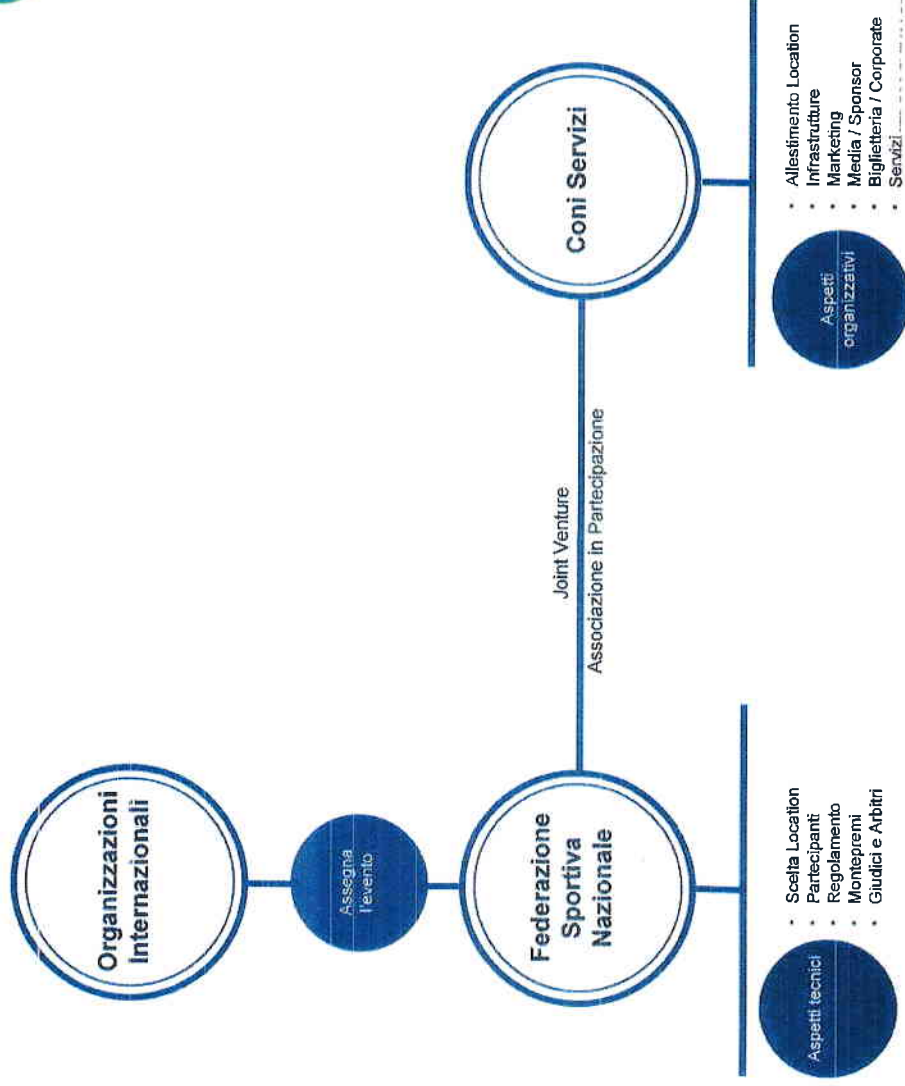 Organizzazioni
Internazionali
Assegna
l'evento
Federazione
Sportiva
Nazionale
Joint Venture
Associazione in Partecipazione
Coni Servizi
Aspetti tecnici
• Scelta Location
• Partecipanti
• Regolamento
• Montepremi
• Giudici e Arbitri
Aspetti
organizzativi
• Allestimento Location
• Infrastrutture
• Marketing
• Media / Sponsor
• Biglietteria / Corporate
• Servizi